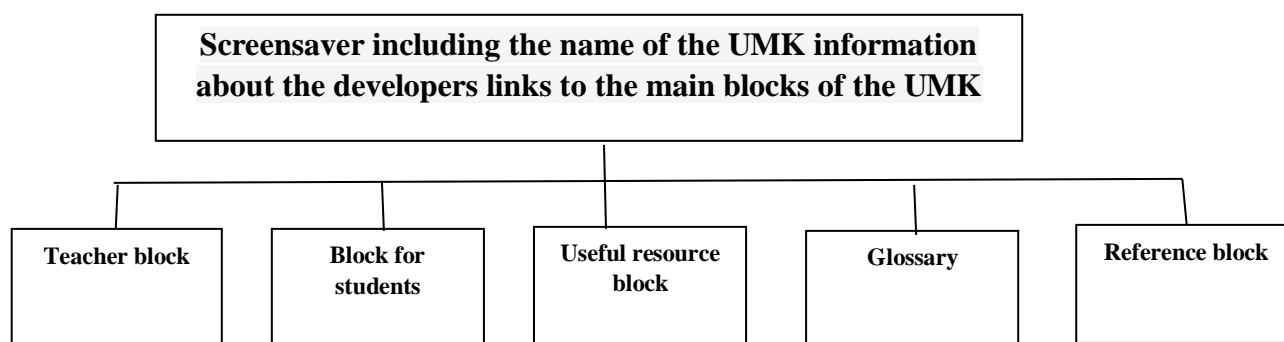 Screensaver including the name of the UMK information
about the developers links to the main blocks of the UMK
Teacher block
Block for
students
Useful resource
block
Glossary
Reference block